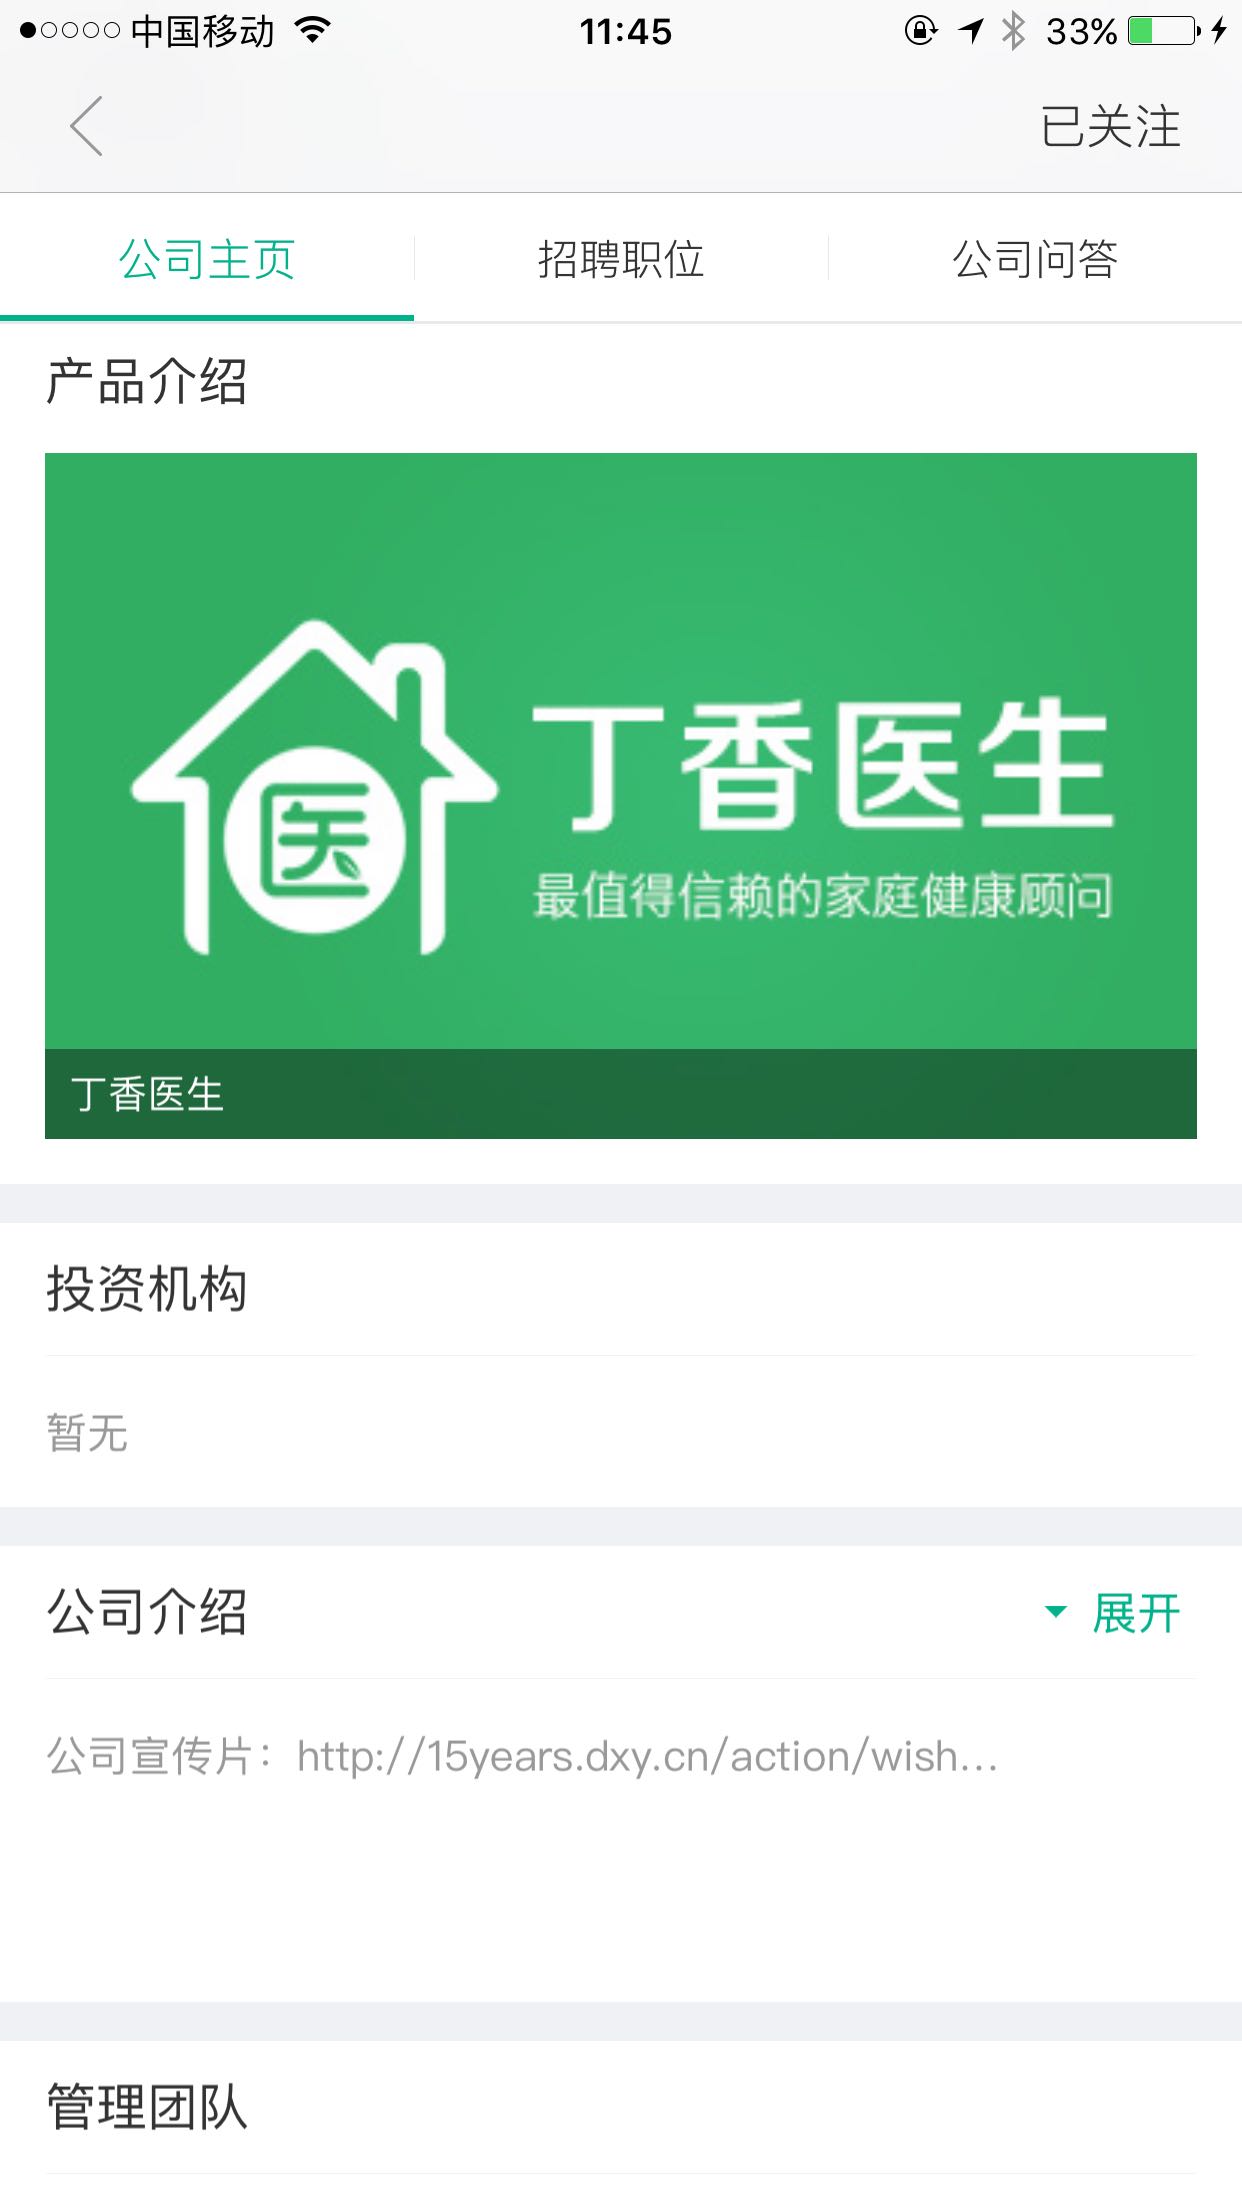 中国移动 11:45 33%
已关注
公司主页 招聘职位 公司问答
产品介绍
医
丁香医生
最值得信赖的家庭健康顾问
丁香医生
投资机构
暂无
公司介绍 展开
公司宣传片：http://15years.dxy.cn/action/wish...
管理团队